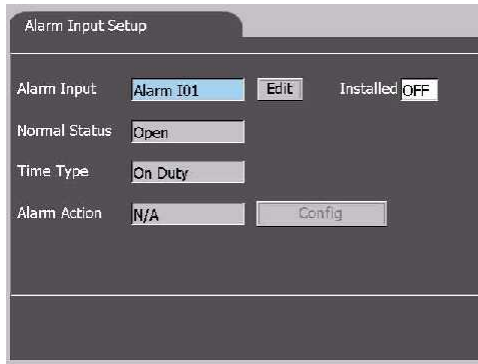 Alarm Input Setup
Alarm Input Alarm I01 Edit Installed OFF
Normal Status Open
Time Type On Duty
Alarm Action N/A Config